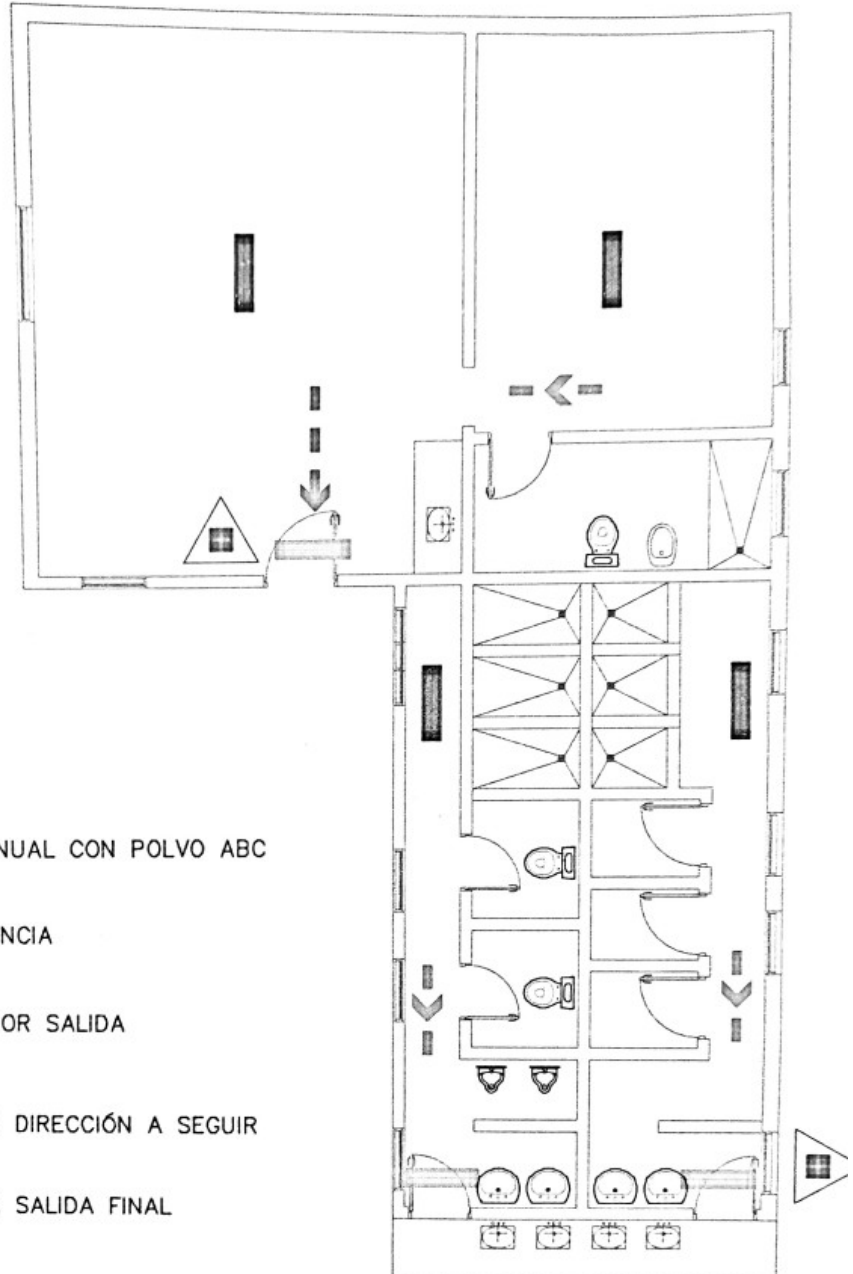 NUAL CON POLVO ABC
NCIA
OR SALIDA
DIRECCIÓN A SEGUIR
SALIDA FINAL